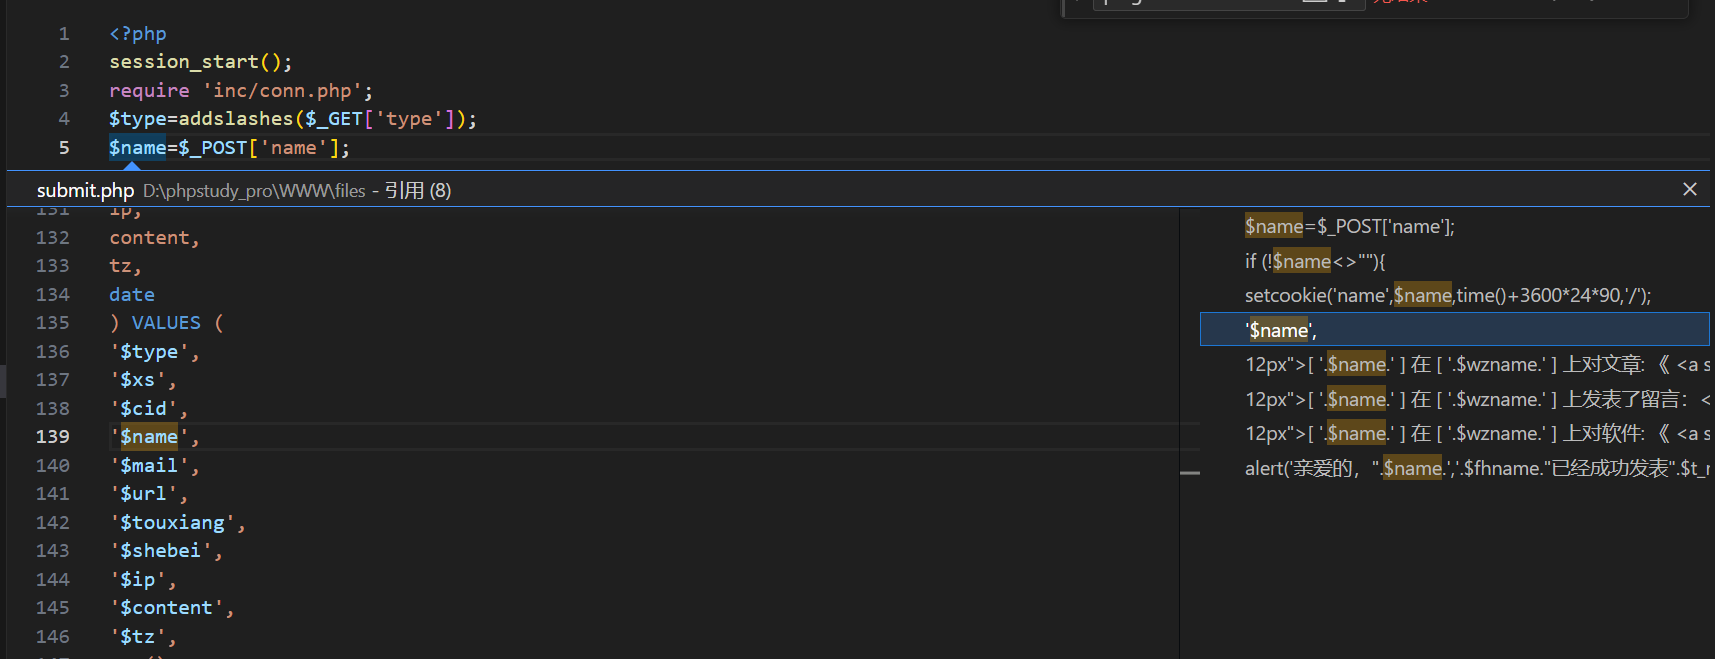 1 <?php
2 session_start();
3 require 'inc/conn.php';
4 $type=addslashes($_GET['type']);
5 $name=$_POST['name'];
submit.php D:\phpstudy_pro\WWW\files - 引用 (8)
131 ip,
132 content,
133 tz,
134 date
135 ) VALUES (
136 '$type',
137 '$xs',
138 '$cid',
139 '$name',
140 '$mail',
141 '$url',
142 '$touxiang',
143 '$shebei',
144 '$ip',
145 '$content',
146 '$tz',
$name=$_POST['name'];
if (!$name<>""){
setcookie('name',$name,time()+3600*24*90,'/');
'$name',
12px">[ '.$name.' ] 在 [ '.$wzname.' ] 上对文章: 《 <a s
12px">[ '.$name.' ] 在 [ '.$wzname.' ] 上发表了留言： <
12px">[ '.$name.' ] 在 [ '.$wzname.' ] 上对软件: 《 <a s
alert('亲爱的，".$name.','.$fhname."已经成功发表".$t_